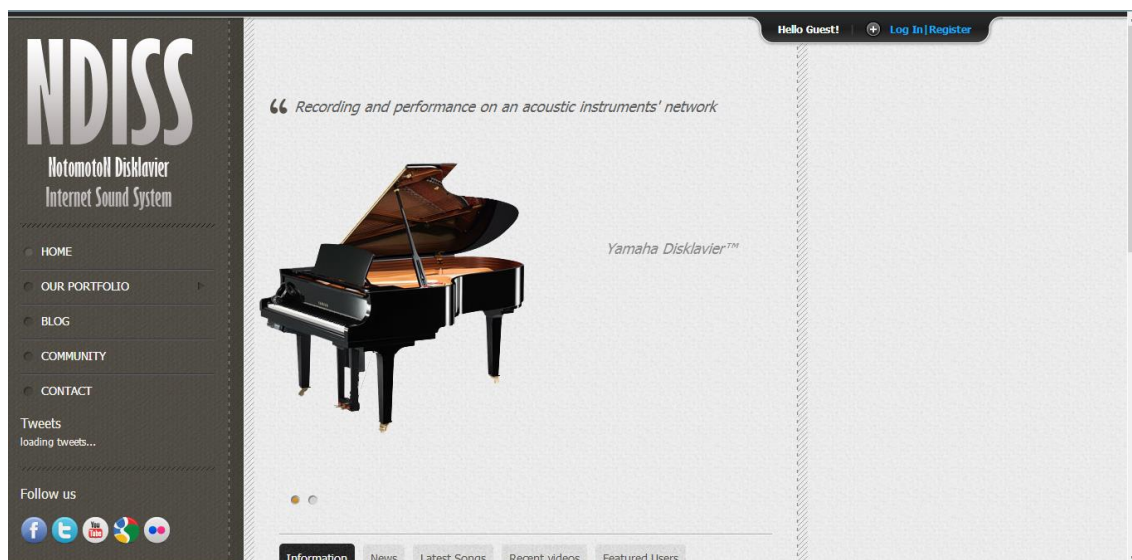 NDISS
NotomotoN Disklavier
Internet Sound System
HOME
OUR PORTFOLIO
BLOG
COMMUNITY
CONTACT
Tweets
loading tweets...
Follow us
Hello Guest!
Log In|Register
“ Recording and performance on an acoustic instruments' network
Yamaha Disklavier™
Information News Latest Songs Recent videos Featured Users